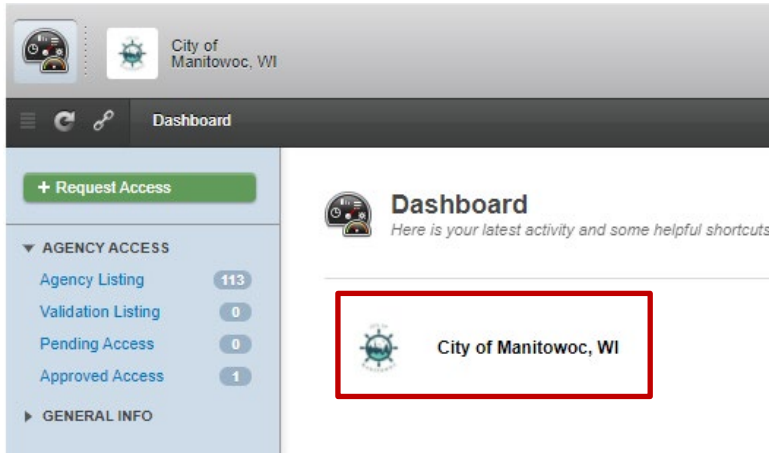 City of
Manitowoc, WI
Dashboard
+ Request Access
AGENCY ACCESS
Agency Listing 113
Validation Listing 0
Pending Access 0
Approved Access 1
GENERAL INFO
Dashboard
Here is your latest activity and some helpful shortcuts
City of Manitowoc, WI